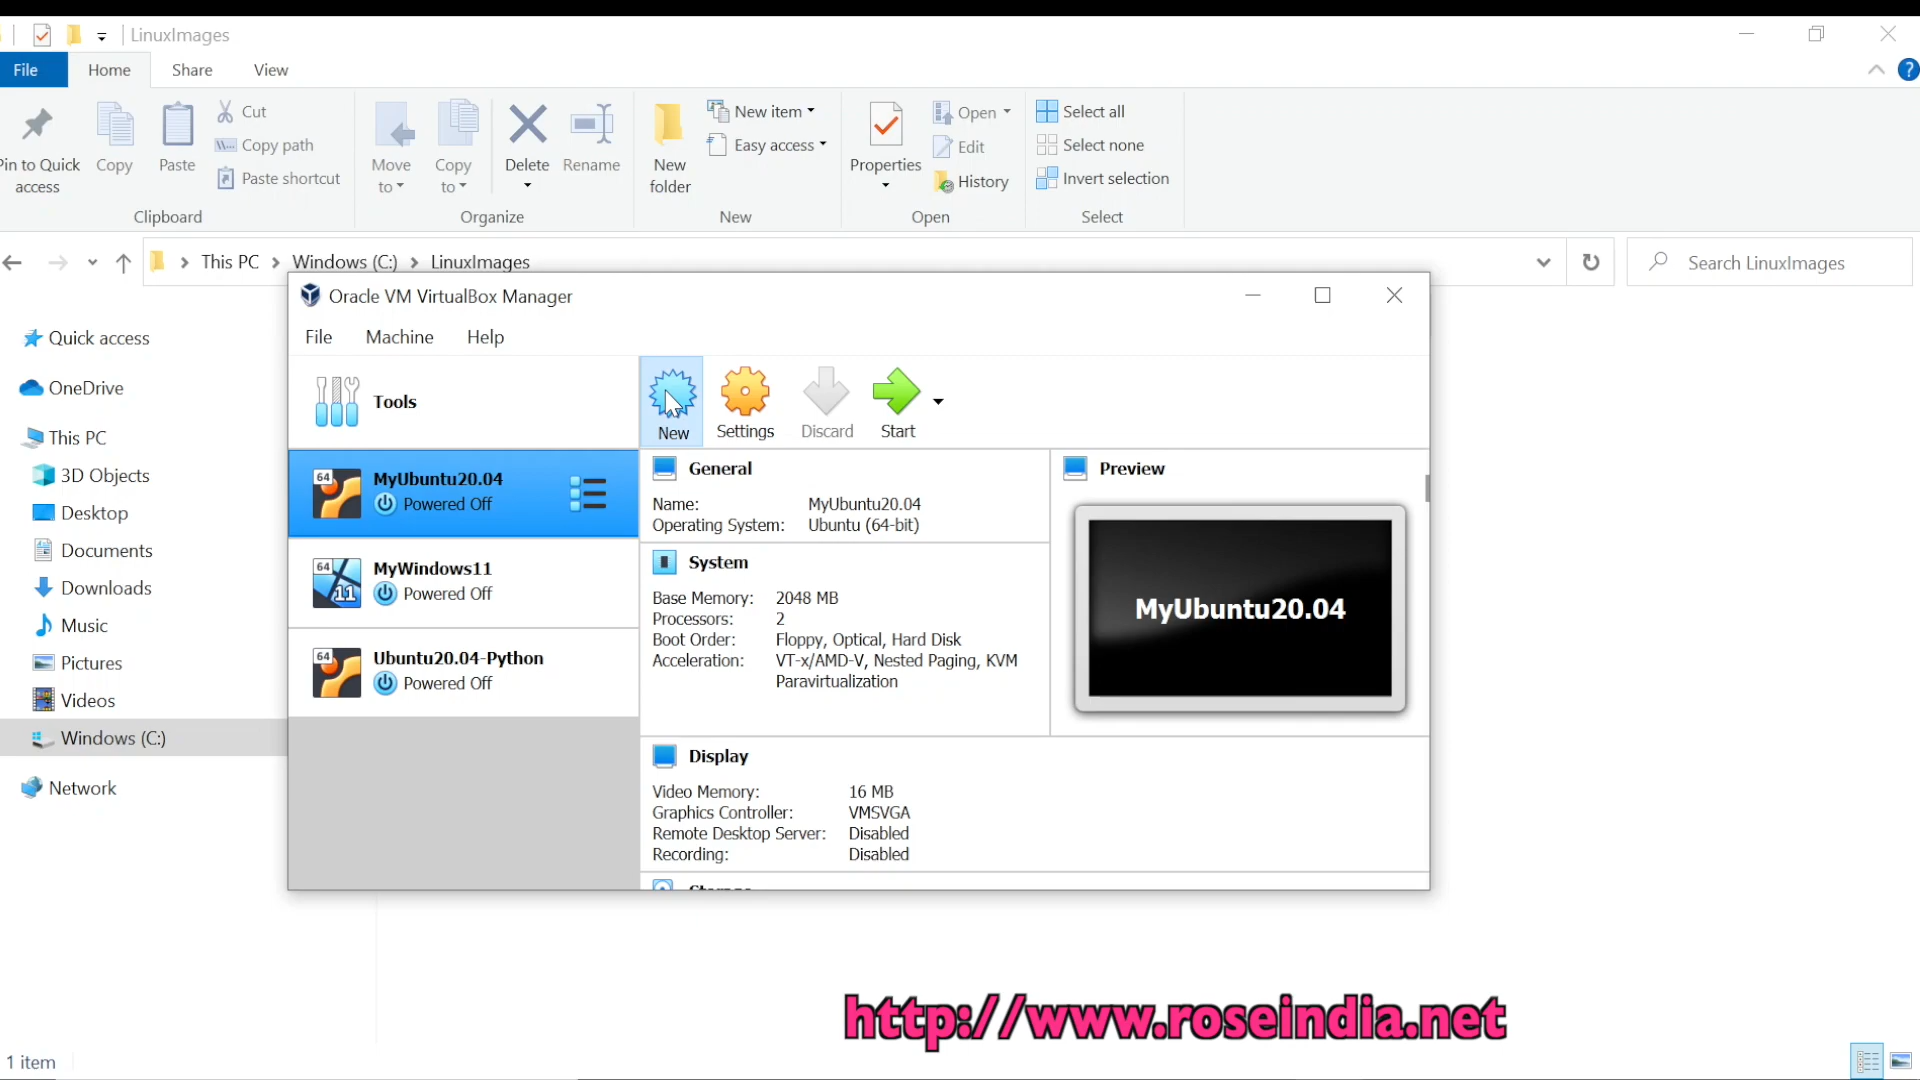 LinuxImages
File
Home
Share
View
?
Pin to Quick
access
Copy
Paste
Cut
Copy path
Paste shortcut
Clipboard
Move
to
Copy
to
Delete
Rename
Organize
New
folder
New item
Easy access
New
Properties
Open
Edit
History
Open
Select all
Select none
Invert selection
Select
This PC
Windows (C:)
LinuxImages
Search LinuxImages
Quick access
OneDrive
This PC
3D Objects
Desktop
Documents
Downloads
Music
Pictures
Videos
Windows (C:)
Network
Oracle VM VirtualBox Manager
File
Machine
Help
Tools
New
Settings
Discard
Start
64
MyUbuntu20.04
Powered Off
64
11
MyWindows11
Powered Off
64
Ubuntu20.04-Python
Powered Off
General
Name: MyUbuntu20.04
Operating System: Ubuntu (64-bit)
System
Base Memory: 2048 MB
Processors: 2
Boot Order: Floppy, Optical, Hard Disk
Acceleration: VT-x/AMD-V, Nested Paging, KVM
Paravirtualization
Preview
MyUbuntu20.04
Display
Video Memory: 16 MB
Graphics Controller: VMSVGA
Remote Desktop Server: Disabled
Recording: Disabled
Storage
http://www.roseindia.net
1 item